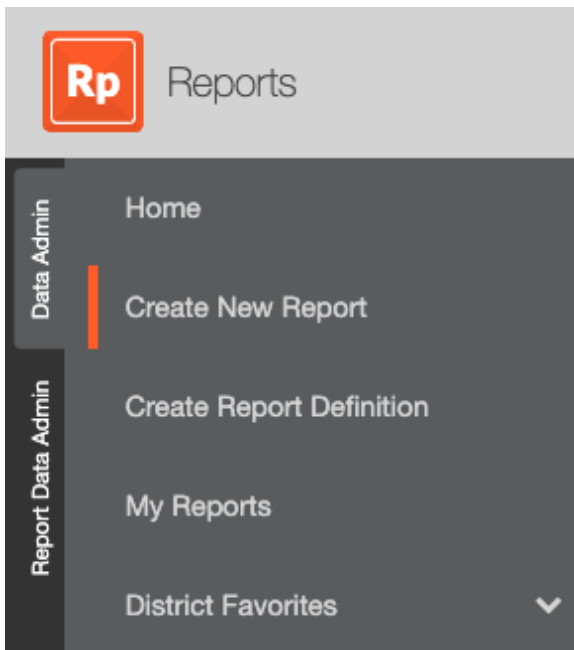 Rp
Reports
Data Admin
Report Data Admin
Home
Create New Report
Create Report Definition
My Reports
District Favorites